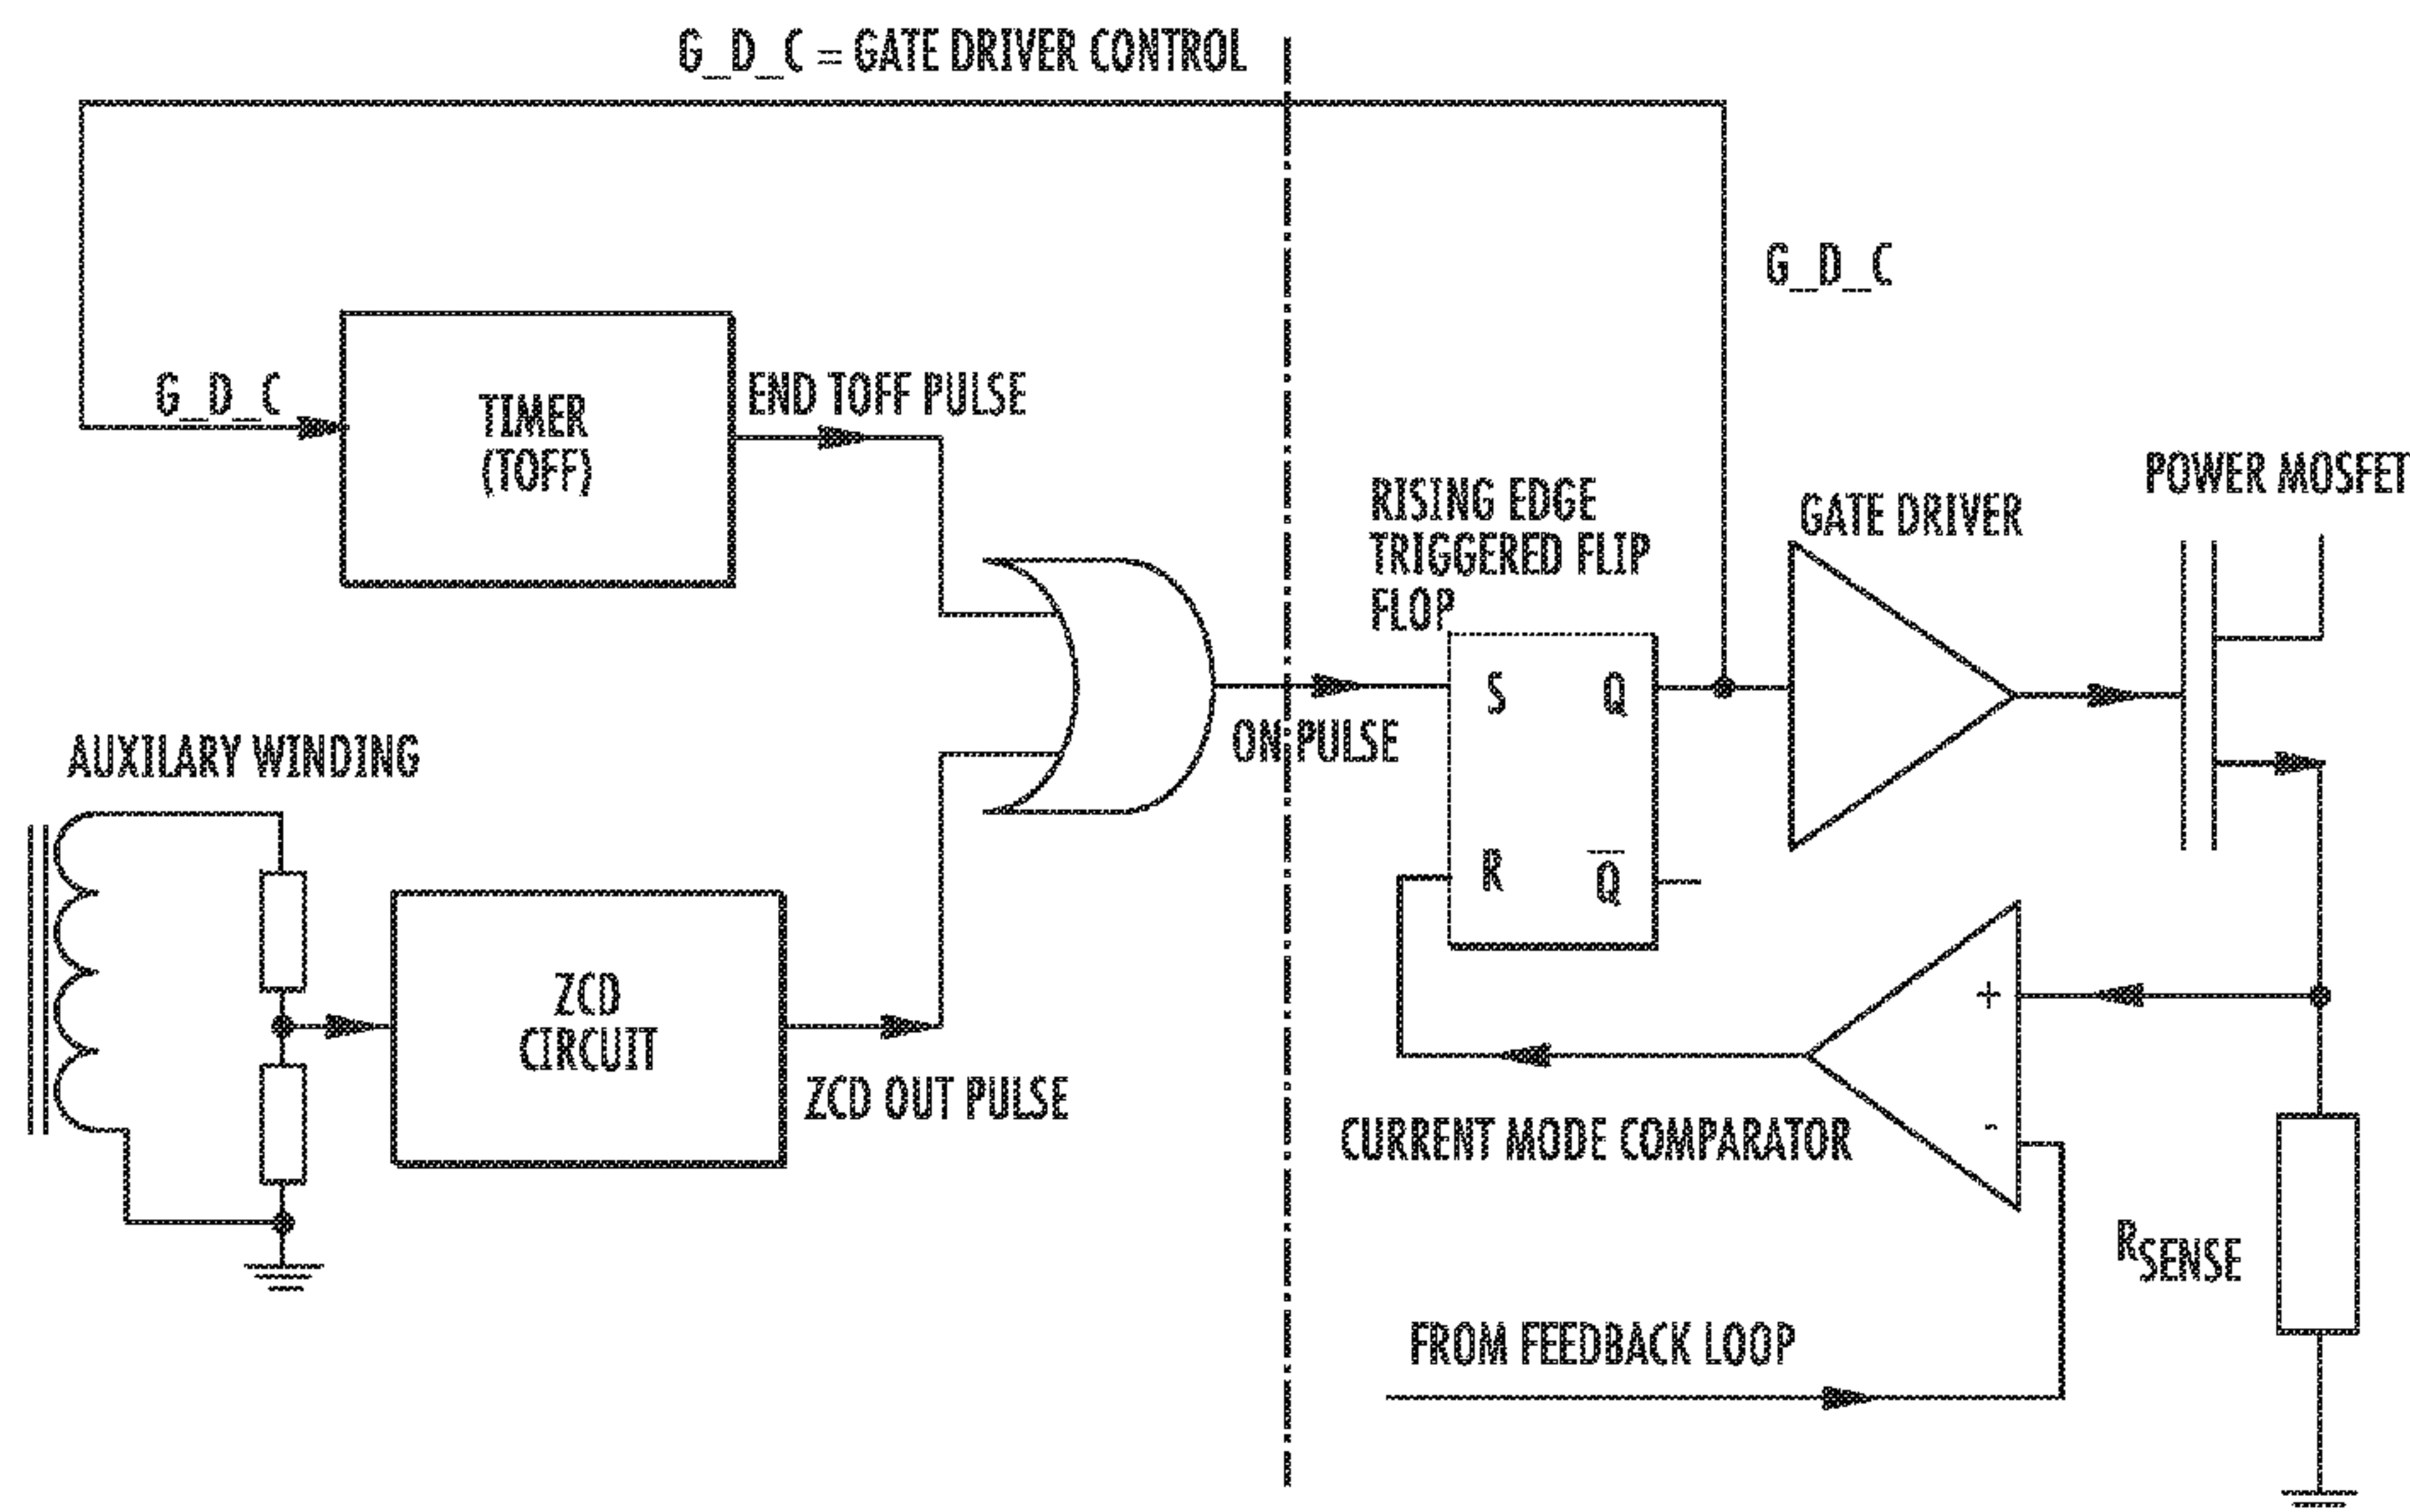 G_D_C = GATE DRIVER CONTROL
G_D_C
G_D_C
TIMER
(TOFF)
END TOFF PULSE
POWER MOSFET
GATE DRIVER
RISING EDGE
TRIGGERED FLIP
FLOP
S
Q
ON PULSE
R
Q̅
AUXILARY WINDING
ZCD
CIRCUIT
ZCD OUT PULSE
+
-
CURRENT MODE COMPARATOR
RSENSE
FROM FEEDBACK LOOP